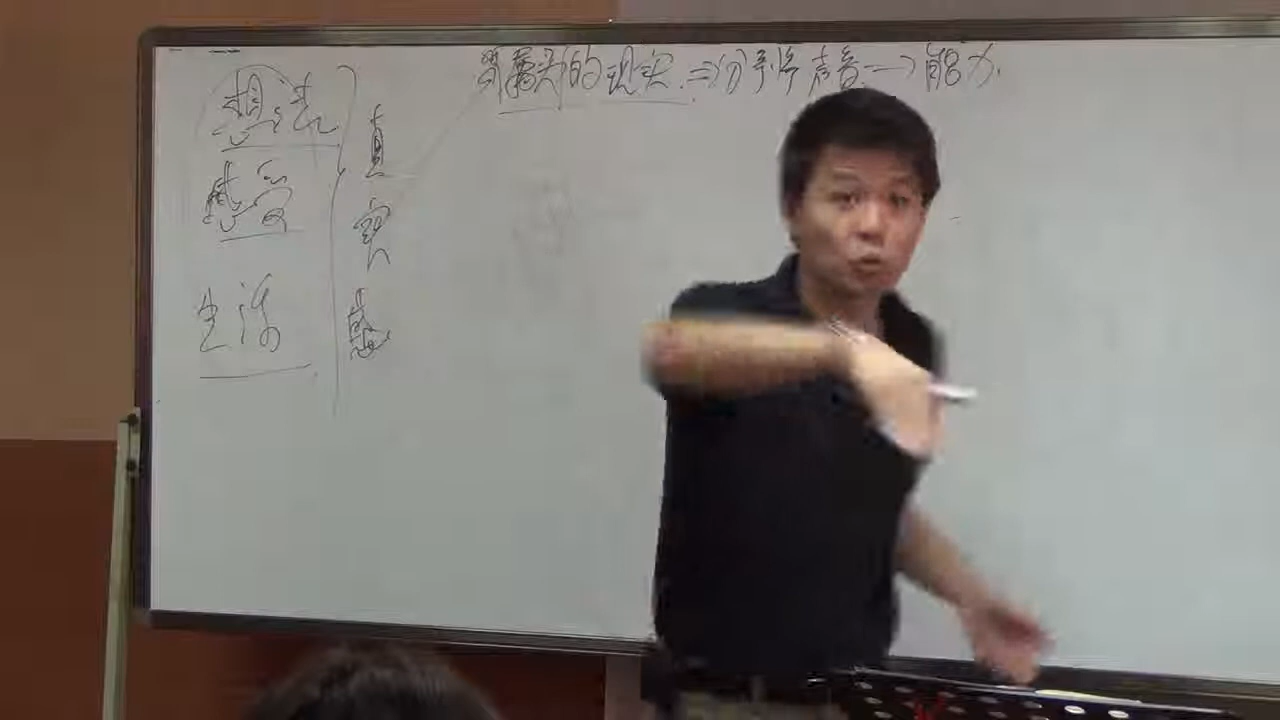 的现实 ⇒ 声音 → 能力
想法
感受
生活
真实感